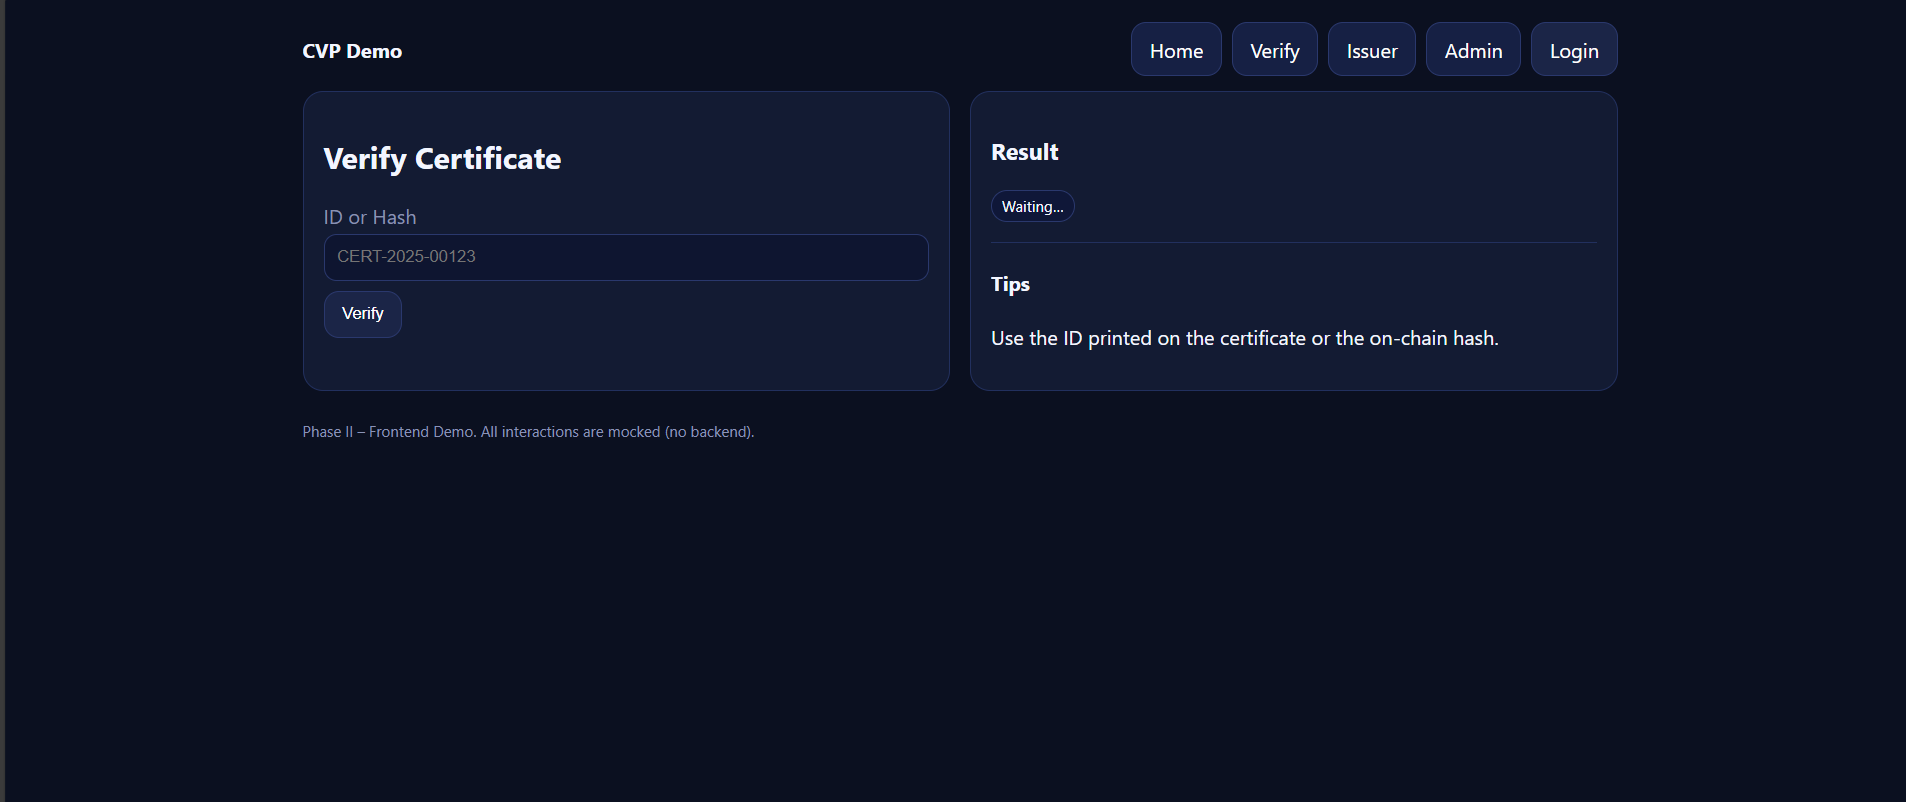 CVP Demo
Home
Verify
Issuer
Admin
Login
Verify Certificate
ID or Hash
CERT-2025-00123
Verify
Result
Waiting...
Tips
Use the ID printed on the certificate or the on-chain hash.
Phase II – Frontend Demo. All interactions are mocked (no backend).